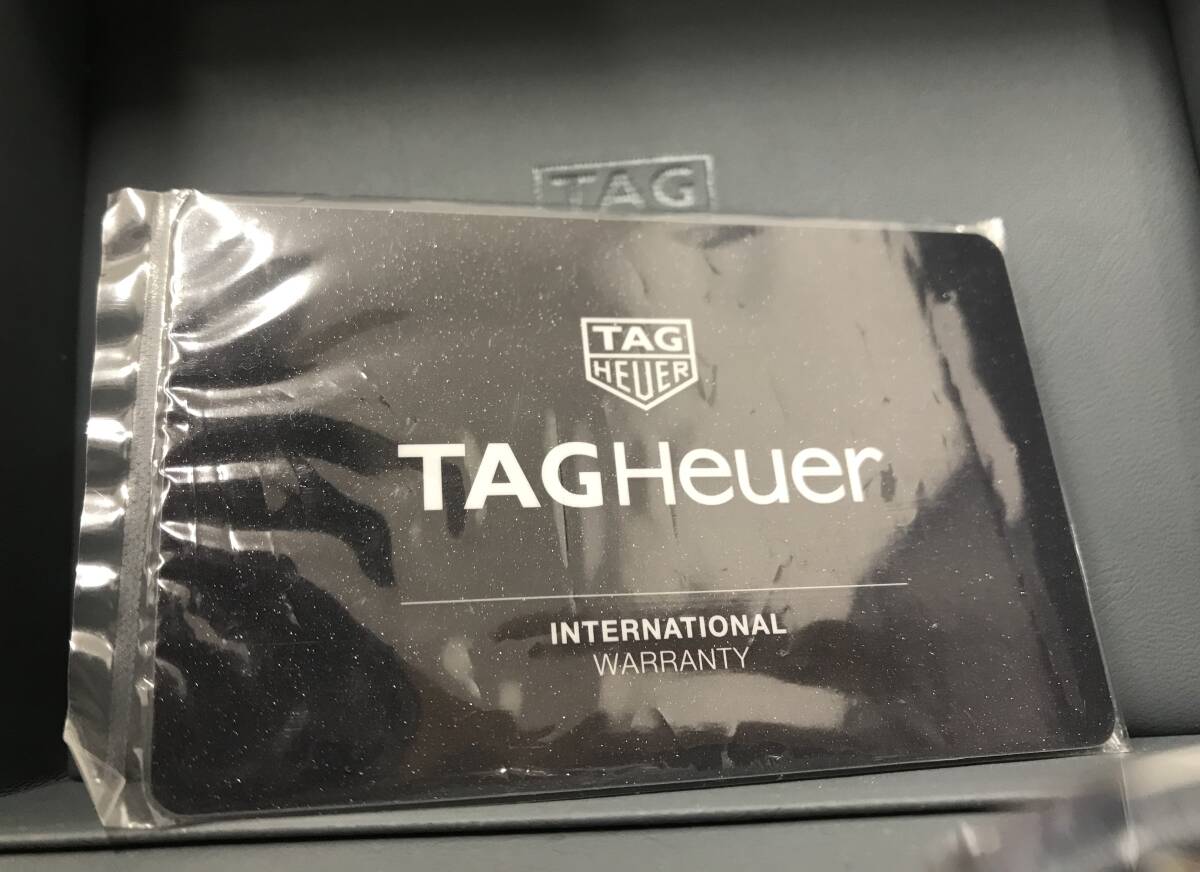 TAG
TAG
HEUER
TAGHeuer
INTERNATIONAL
WARRANTY